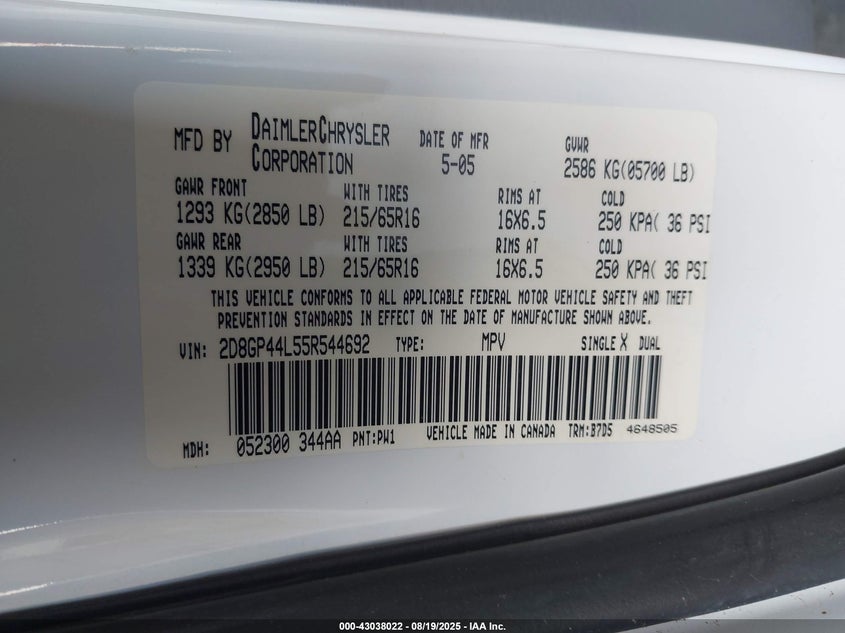 MFD BY DAIMLERCHRYSLER CORPORATION DATE OF MFR 5-05 GVWR 2586 KG(05700 LB)
GAWR FRONT WITH TIRES RIMS AT COLD
1293 KG(2850 LB) 215/65R16 16X6.5 250 KPA( 36 PSI
GAWR REAR WITH TIRES RIMS AT COLD
1339 KG(2950 LB) 215/65R16 16X6.5 250 KPA( 36 PSI
THIS VEHICLE CONFORMS TO ALL APPLICABLE FEDERAL MOTOR VEHICLE SAFETY AND THEFT
PREVENTION STANDARDS IN EFFECT ON THE DATE OF MANUFACTURE SHOWN ABOVE.
VIN: 2D8GP44L55R544692 TYPE: MPV SINGLE X DUAL
MDH: 052300 344AA PNT:PW1 VEHICLE MADE IN CANADA TRM:B7D5 4648505
000-43038022 - 08/19/2025 - IAA Inc.